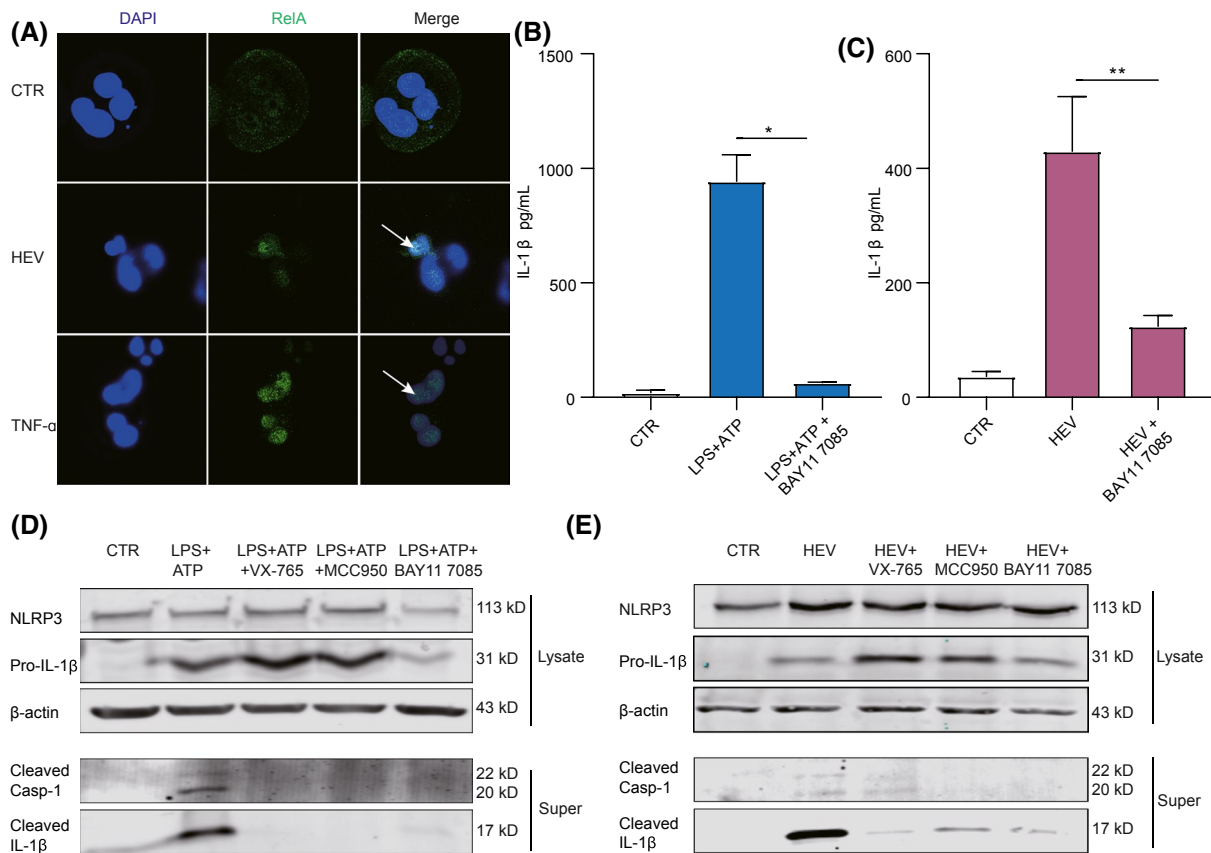 (A)
DAPI
RelA
Merge
CTR
HEV
TNF-α
(B)
IL-1 β pg/mL
1500
1000
500
0
*
CTR
LPS+ATP
LPS+ATP +
BAY11 7085
(C)
IL-1 β pg/mL
600
400
200
0
**
CTR
HEV
HEV +
BAY11 7085
(D)
CTR
LPS+
ATP
LPS+ATP
+VX-765
LPS+ATP
+MCC950
LPS+ATP+
BAY11 7085
NLRP3
113 kD
Pro-IL-1β
31 kD
β-actin
43 kD
Lysate
Cleaved
Casp-1
22 kD
20 kD
Cleaved
IL-1β
17 kD
Super
(E)
CTR
HEV
HEV+
VX-765
HEV+
MCC950
HEV+
BAY11 7085
NLRP3
113 kD
Pro-IL-1β
31 kD
β-actin
43 kD
Lysate
Cleaved
Casp-1
22 kD
20 kD
Cleaved
IL-1β
17 kD
Super